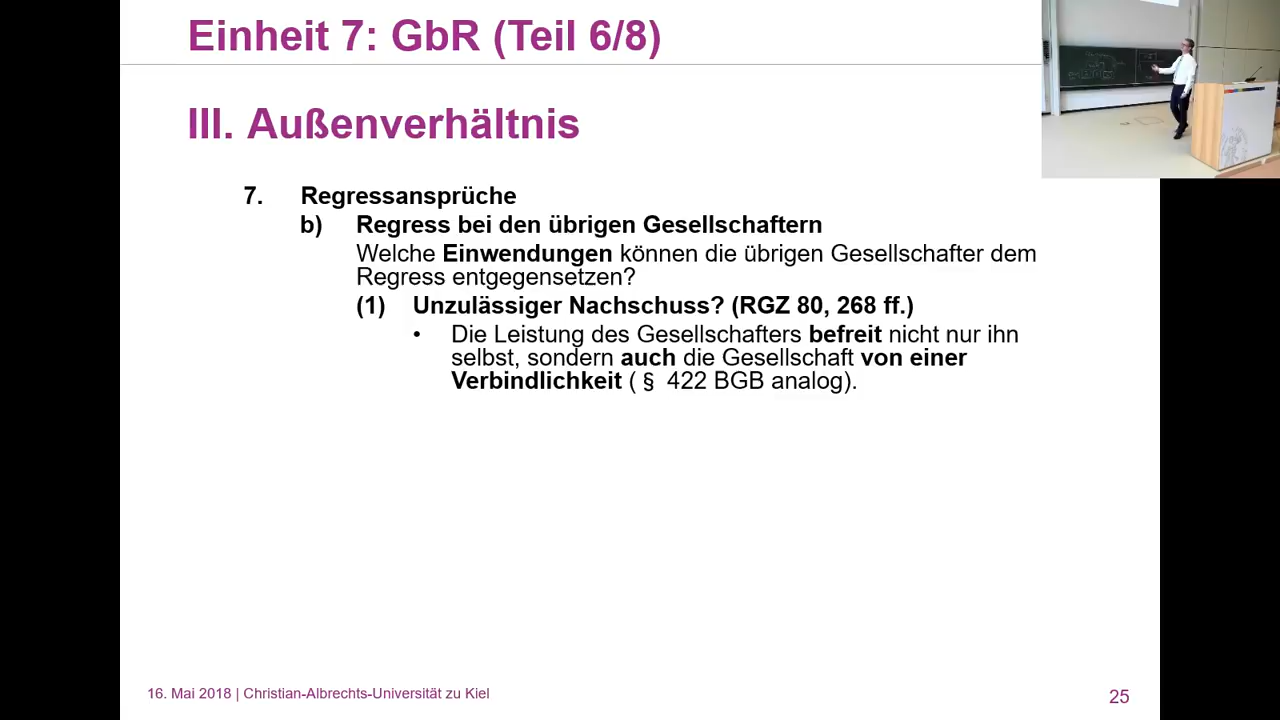 Einheit 7: GbR (Teil 6/8)
III. Außenverhältnis
7. Regressansprüche
b) Regress bei den übrigen Gesellschaftern
Welche Einwendungen können die übrigen Gesellschafter dem
Regress entgegensetzen?
(1) Unzulässiger Nachschuss? (RGZ 80, 268 ff.)
• Die Leistung des Gesellschafters befreit nicht nur ihn
selbst, sondern auch die Gesellschaft von einer
Verbindlichkeit ( § 422 BGB analog).
16. Mai 2018 | Christian-Albrechts-Universität zu Kiel
25